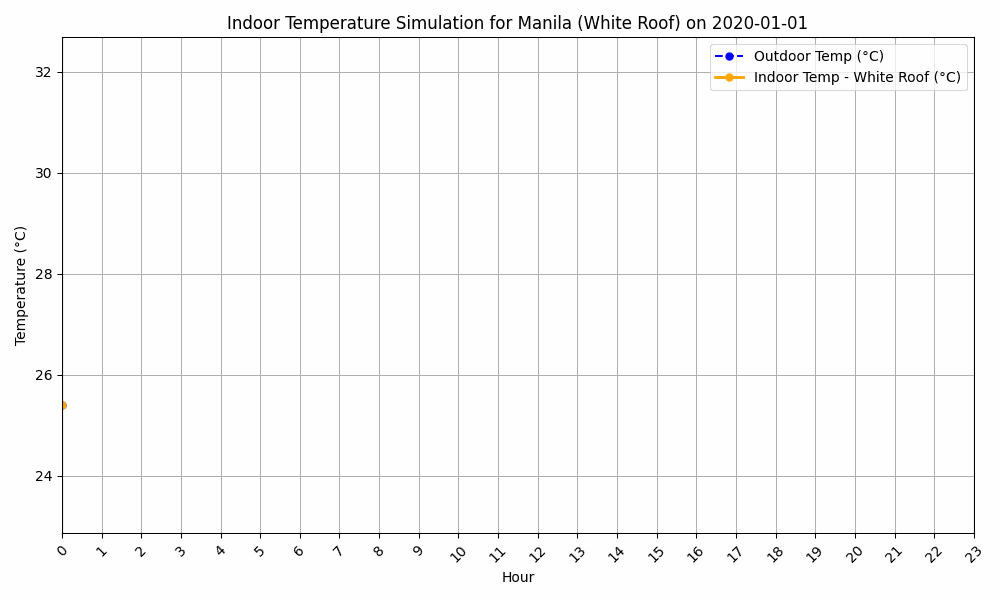 Indoor Temperature Simulation for Manila (White Roof) on 2020-01-01
Outdoor Temp (°C)
Indoor Temp - White Roof (°C)
32
30
28
26
24
Temperature (°C)
0 1 2 3 4 5 6 7 8 9 10 11 12 13 14 15 16 17 18 19 20 21 22 23
Hour